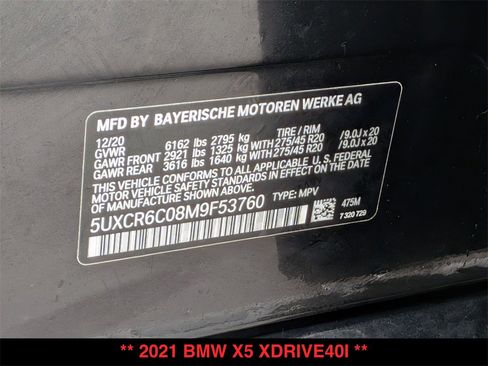 MFD BY BAYERISCHE MOTOREN WERKE AG
12/20
GVWR 6162 lbs 2795 kg TIRE / RIM
GAWR FRONT 2921 lbs 1325 kg WITH 275/45 R20 /9.0J x 20
GAWR REAR 3616 lbs 1640 kg WITH 275/45 R20 /9.0J x 20
THIS VEHICLE CONFORMS TO ALL APPLICABLE U.S. FEDERAL
MOTOR VEHICLE SAFETY STANDARDS IN EFFECT ON THE DATE
OF MANUFACTURE SHOWN ABOVE.
5UXCR6C08M9F53760 TYPE: MPV
475M
7 320 729
** 2021 BMW X5 XDRIVE40I **